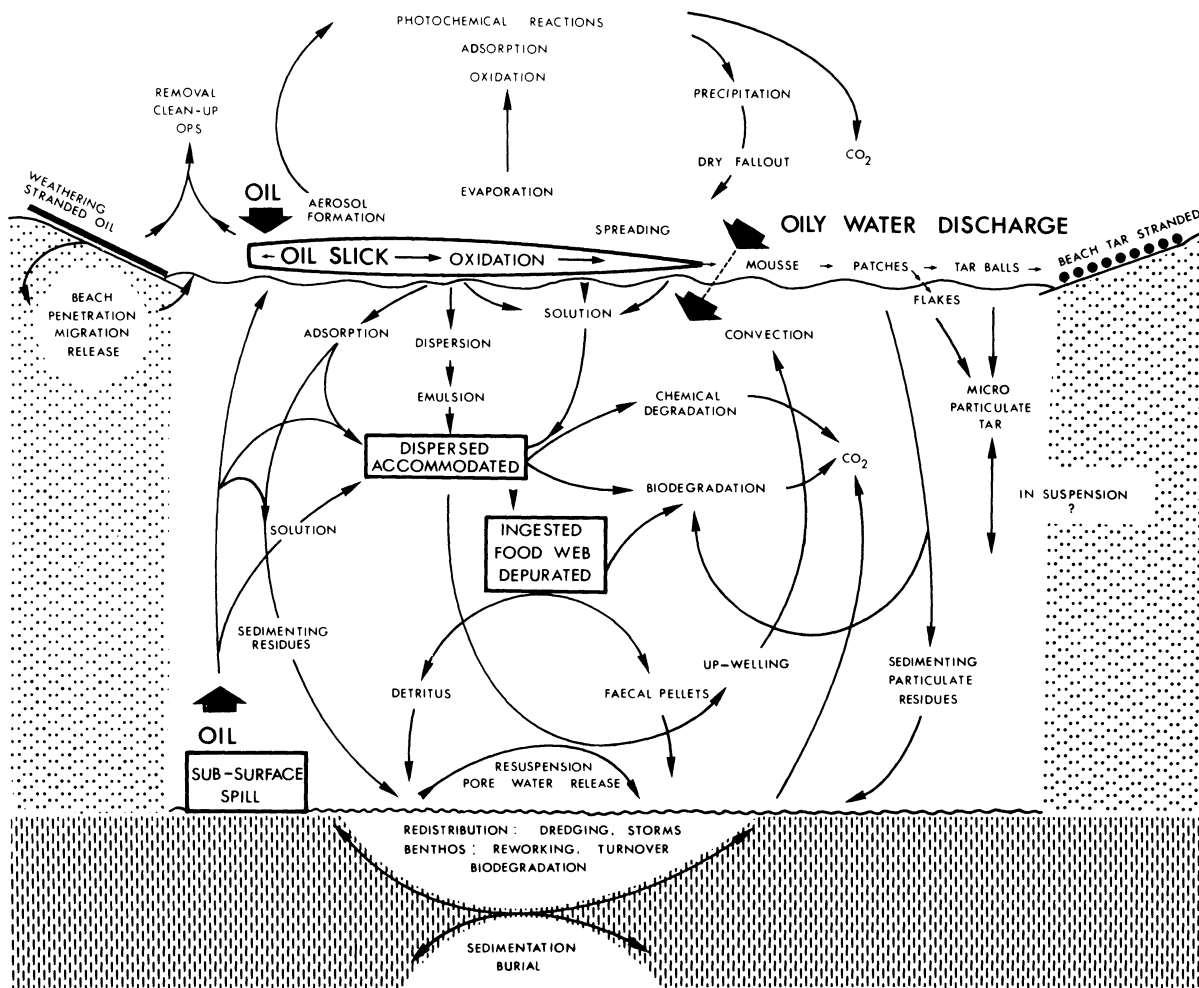 PHOTOCHEMICAL REACTIONS
ADSORPTION
OXIDATION
REMOVAL
CLEAN-UP
OPS
PRECIPITATION
CO2
DRY FALLOUT
WEATHERING
STRANDED OIL
OIL
AEROSOL
FORMATION
EVAPORATION
SPREADING
OILY WATER DISCHARGE
BEACH TAR STRANDED
OIL SLICK
OXIDATION
MOUSSE
PATCHES
TAR BALLS
FLAKES
BEACH
PENETRATION
MIGRATION
RELEASE
ADSORPTION
DISPERSION
SOLUTION
CONVECTION
EMULSION
CHEMICAL
DEGRADATION
MICRO
PARTICULATE
TAR
DISPERSED
ACCOMMODATED
CO2
BIODEGRADATION
IN SUSPENSION
?
SOLUTION
INGESTED
FOOD WEB
DEPURATED
SEDIMENTING
RESIDUES
DETRITUS
FAECAL PELLETS
UP-WELLING
SEDIMENTING
PARTICULATE
RESIDUES
OIL
SUB-SURFACE
SPILL
RESUSPENSION
PORE WATER RELEASE
REDISTRIBUTION: DREDGING, STORMS
BENTHOS: REWORKING, TURNOVER
BIODEGRADATION
SEDIMENTATION
BURIAL